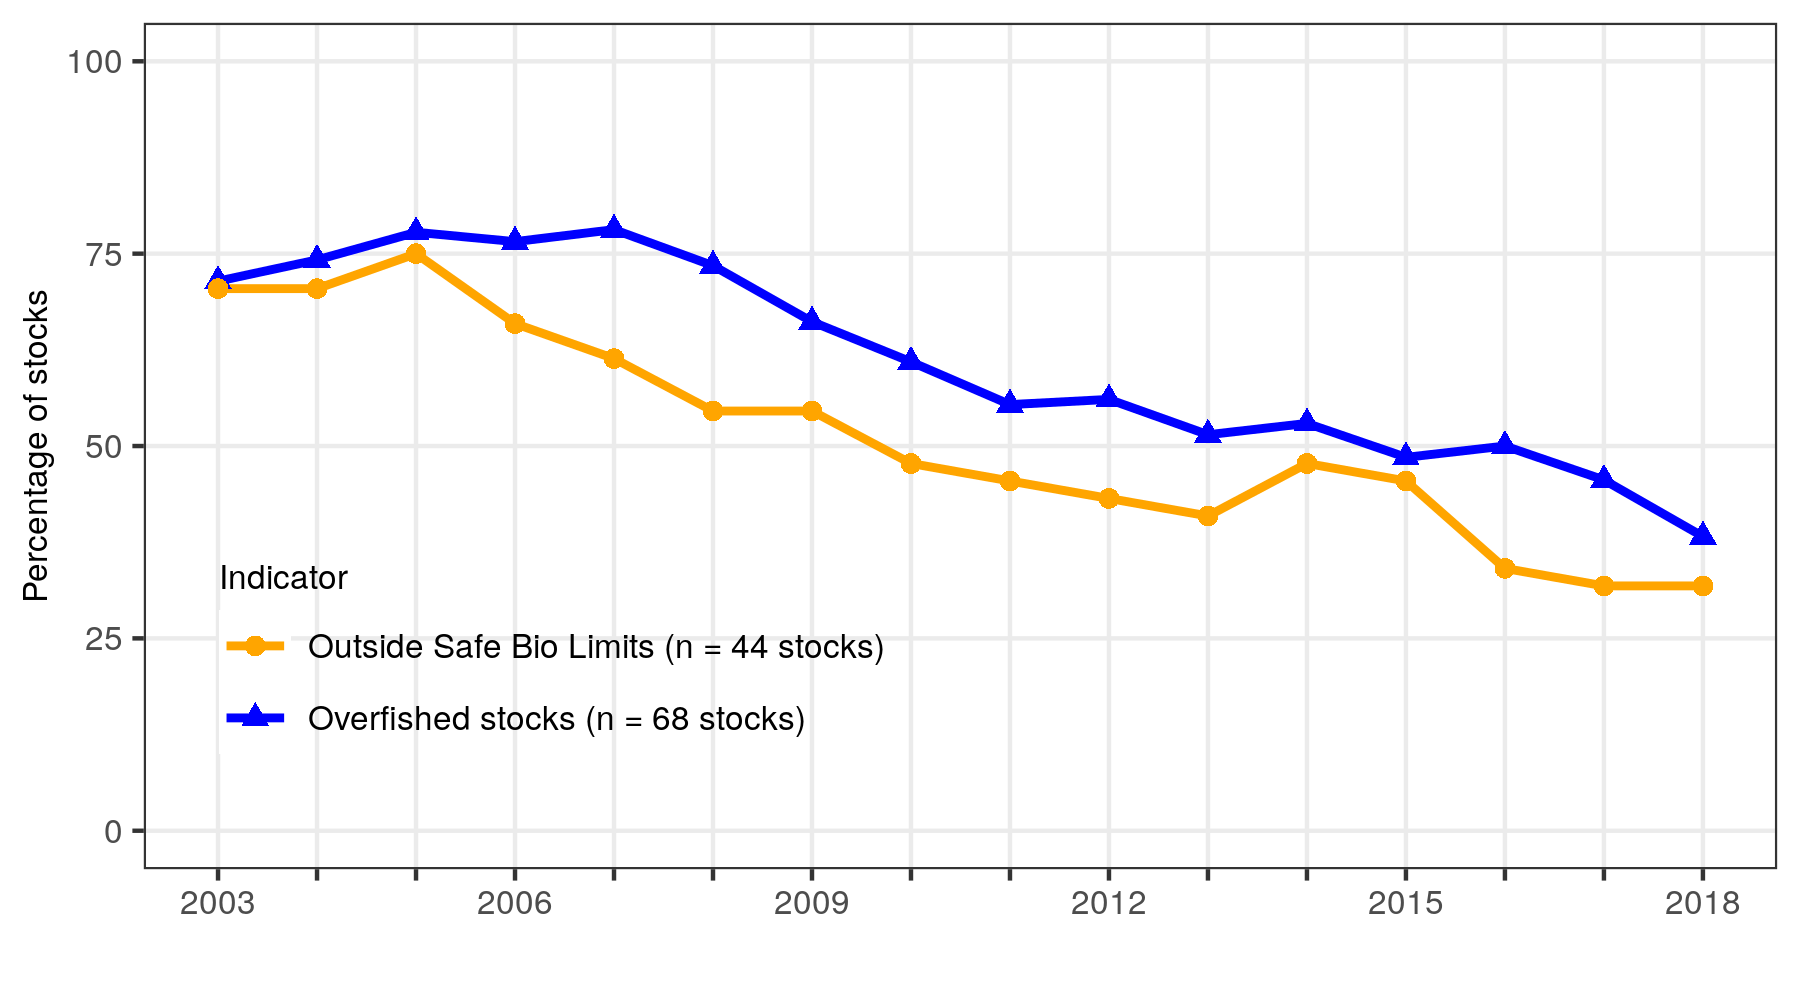 Percentage of stocks
100
75
50
25
0
Indicator
Outside Safe Bio Limits (n = 44 stocks)
Overfished stocks (n = 68 stocks)
2003 2006 2009 2012 2015 2018